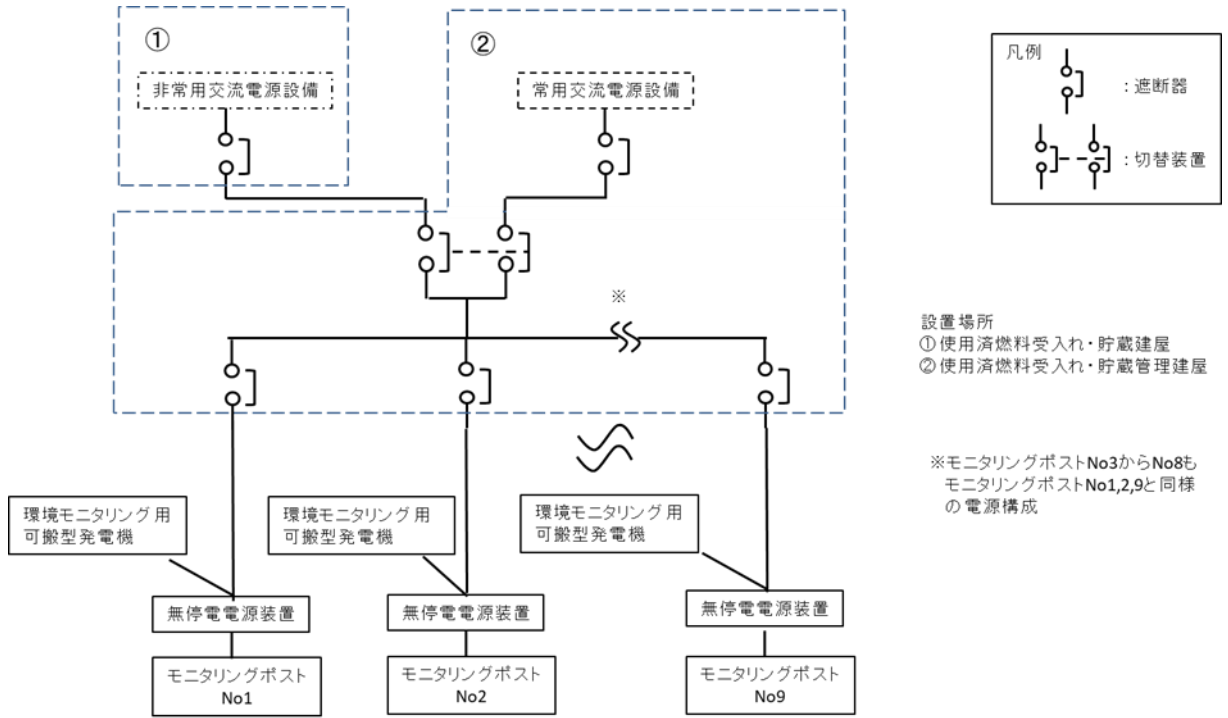 ①
②
非常用交流電源設備
常用交流電源設備
凡例
:遮断器
:切替装置
※
設置場所
①使用済燃料受入れ・貯蔵建屋
②使用済燃料受入れ・貯蔵管理建屋
※モニタリングポストNo3からNo8も
モニタリングポストNo1,2,9と同様
の電源構成
環境モニタリング用
可搬型発電機
環境モニタリング用
可搬型発電機
環境モニタリング用
可搬型発電機
無停電電源装置
無停電電源装置
無停電電源装置
モニタリングポスト
No1
モニタリングポスト
No2
モニタリングポスト
No9